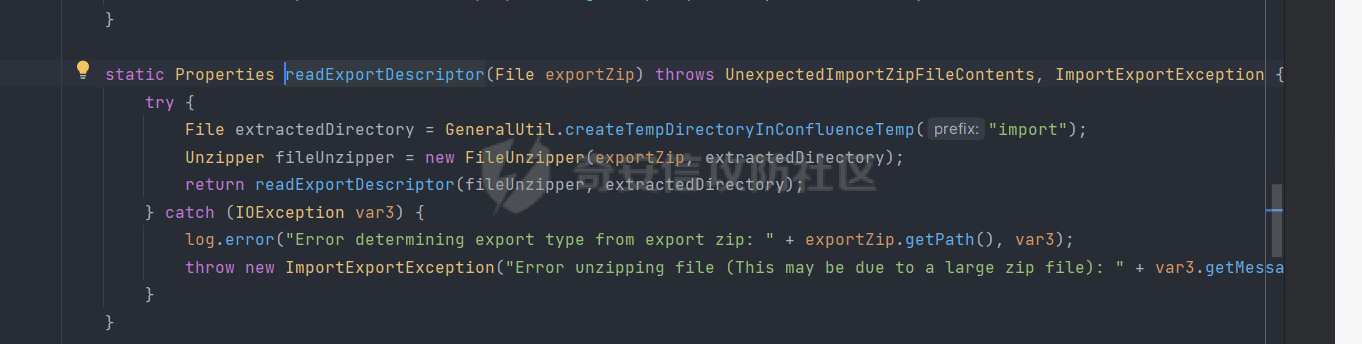 }
static Properties readExportDescriptor(File exportZip) throws UnexpectedImportZipFileContents, ImportExportException {
try {
File extractedDirectory = GeneralUtil.createTempDirectoryInConfluenceTemp( prefix: "import");
Unzipper fileUnzipper = new FileUnzipper(exportZip, extractedDirectory);
return readExportDescriptor(fileUnzipper, extractedDirectory);
} catch (IOException var3) {
log.error("Error determining export type from export zip: " + exportZip.getPath(), var3);
throw new ImportExportException("Error unzipping file (This may be due to a large zip file): " + var3.getMessa
}
}
奇安信攻防社区